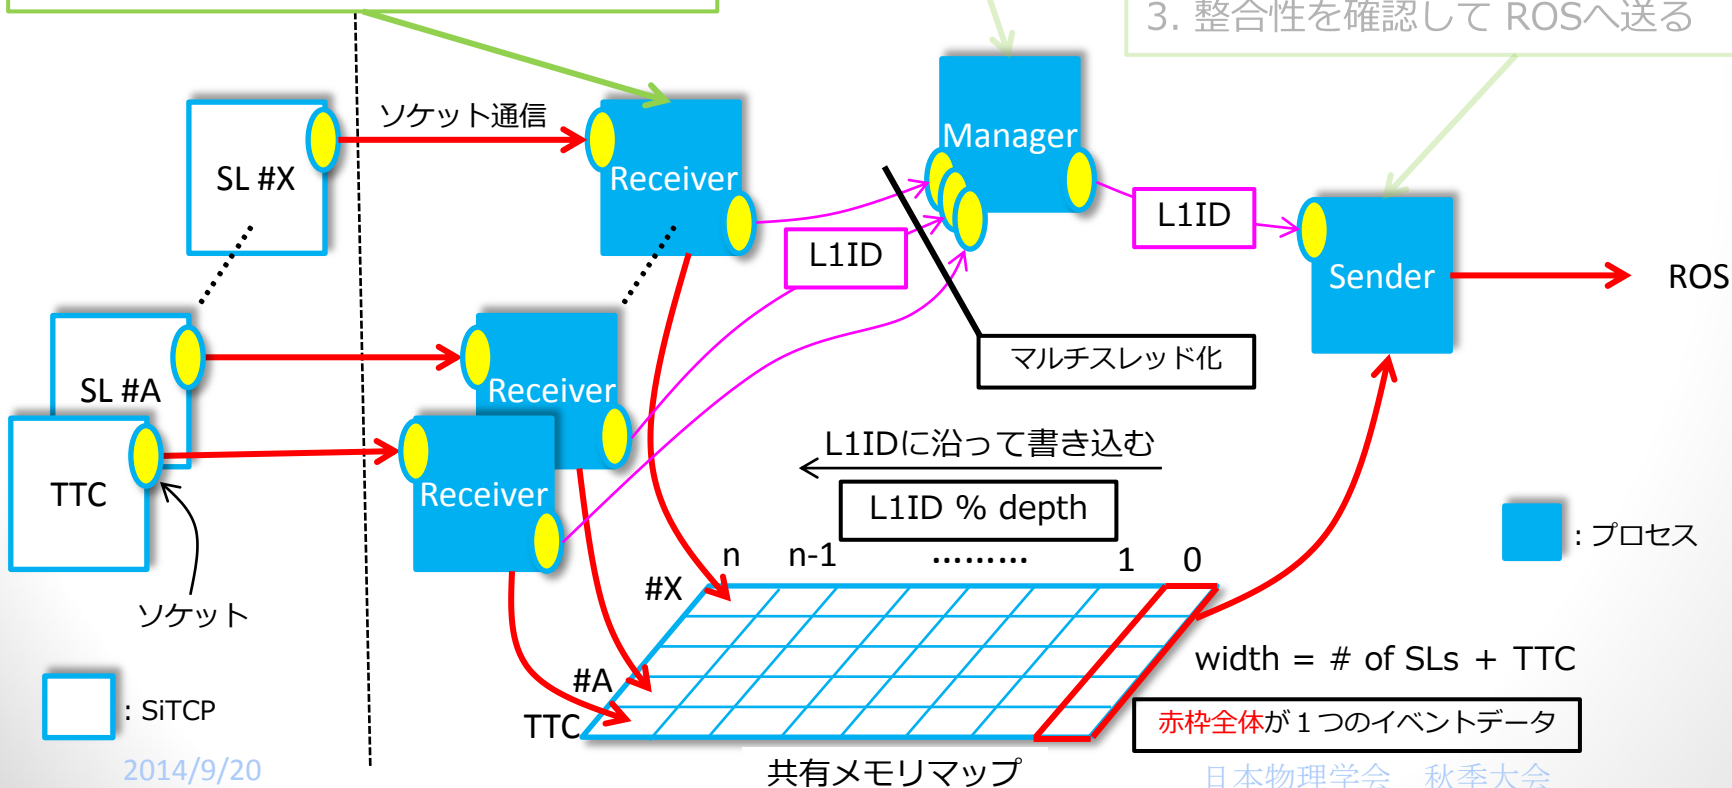 3. 整合性を確認して ROSへ送る
ソケット通信
SL #X
Receiver
Manager
L1ID
L1ID
Sender
ROS
マルチスレッド化
SL #A
Receiver
TTC
Receiver
L1IDに沿って書き込む
L1ID % depth
: プロセス
n n-1 ……… 1 0
#X
ソケット
#A
TTC
width = # of SLs + TTC
: SiTCP
赤枠全体が１つのイベントデータ
共有メモリマップ
2014/9/20
日本物理学会 秋季大会